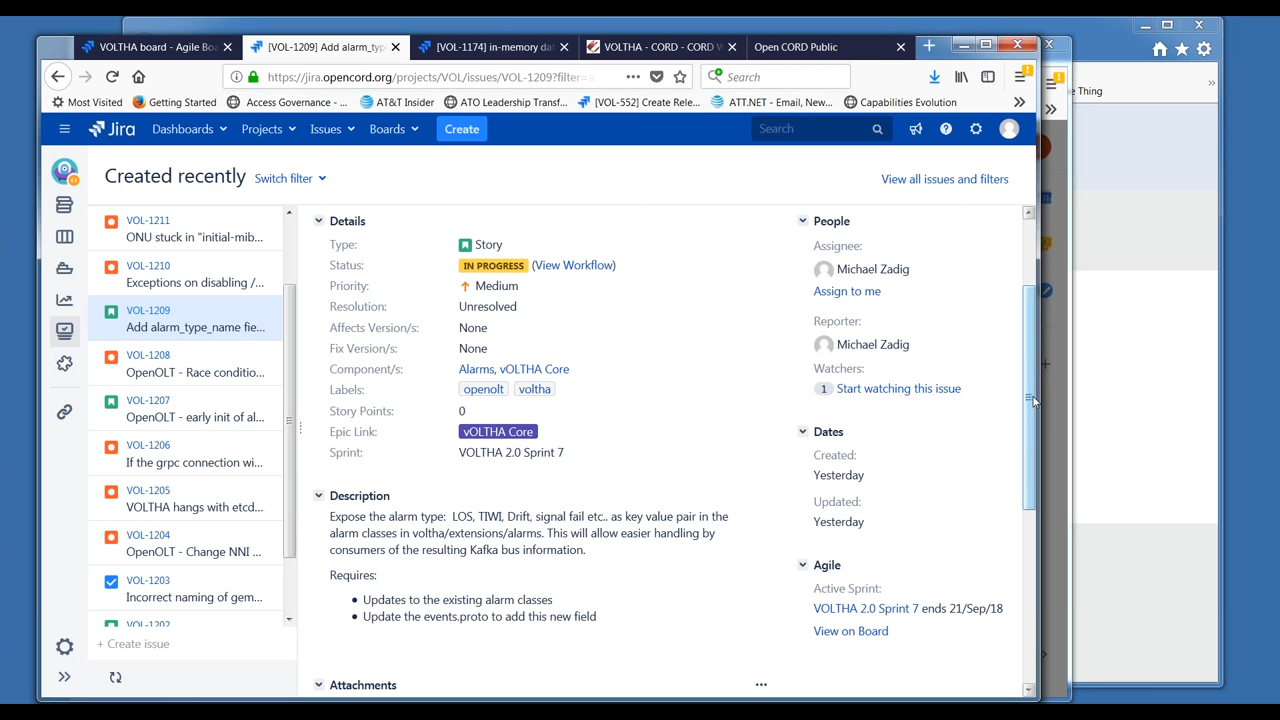 VOLTHA board - Agile Boa
[VOL-1209] Add alarm_typ
[VOL-1174] in-memory dat
VOLTHA - CORD - CORD W
Open CORD Public
https://jira.opencord.org/projects/VOL/issues/VOL-1209?filter=a
Search
Most Visited
Getting Started
Access Governance - ...
AT&T Insider
ATO Leadership Transf...
[VOL-552] Create Rele...
ATT.NET - Email, New...
Capabilities Evolution
e Thing
Jira
Dashboards
Projects
Issues
Boards
Create
Search
Created recently
Switch filter
View all issues and filters
VOL-1211
ONU stuck in "initial-mib...
VOL-1210
Exceptions on disabling /...
VOL-1209
Add alarm_type_name fie...
VOL-1208
OpenOLT - Race conditio...
VOL-1207
OpenOLT - early init of al...
VOL-1206
If the grpc connection wi...
VOL-1205
VOLTHA hangs with etcd...
VOL-1204
OpenOLT - Change NNI ...
VOL-1203
Incorrect naming of gem...
VOL-1202
+ Create issue
Details
Type: Story
Status: IN PROGRESS (View Workflow)
Priority: Medium
Resolution: Unresolved
Affects Version/s: None
Fix Version/s: None
Component/s: Alarms, vOLTHA Core
Labels: openolt voltha
Story Points: 0
Epic Link: vOLTHA Core
Sprint: VOLTHA 2.0 Sprint 7
Description
Expose the alarm type: LOS, TIWI, Drift, signal fail etc.. as key value pair in the
alarm classes in voltha/extensions/alarms. This will allow easier handling by
consumers of the resulting Kafka bus information.
Requires:
• Updates to the existing alarm classes
• Update the events.proto to add this new field
Attachments
People
Assignee:
Michael Zadig
Assign to me
Reporter:
Michael Zadig
Watchers:
1 Start watching this issue
Dates
Created:
Yesterday
Updated:
Yesterday
Agile
Active Sprint:
VOLTHA 2.0 Sprint 7 ends 21/Sep/18
View on Board